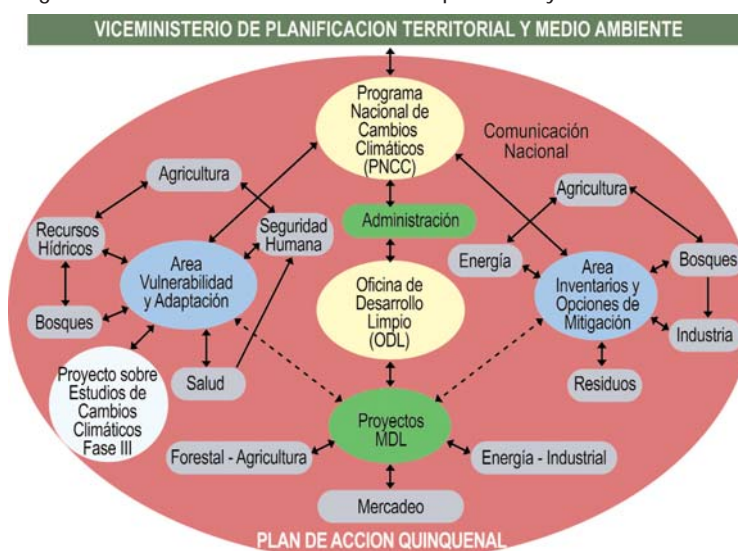 VICEMINISTERIO DE PLANIFICACION TERRITORIAL Y MEDIO AMBIENTE
Programa
Nacional de
Cambios
Climáticos
(PNCC)
Comunicación
Nacional
Agricultura
Agricultura
Recursos
Hídricos
Seguridad
Humana
Administración
Energía
Bosques
Area
Vulnerabilidad
y Adaptación
Oficina de
Desarrollo
Limpio
(ODL)
Area
Inventarios y
Opciones de
Mitigación
Bosques
Industria
Proyecto sobre
Estudios de
Cambios
Climáticos
Fase III
Salud
Residuos
Proyectos
MDL
Forestal - Agricultura
Energía - Industrial
Mercadeo
PLAN DE ACCION QUINQUENAL